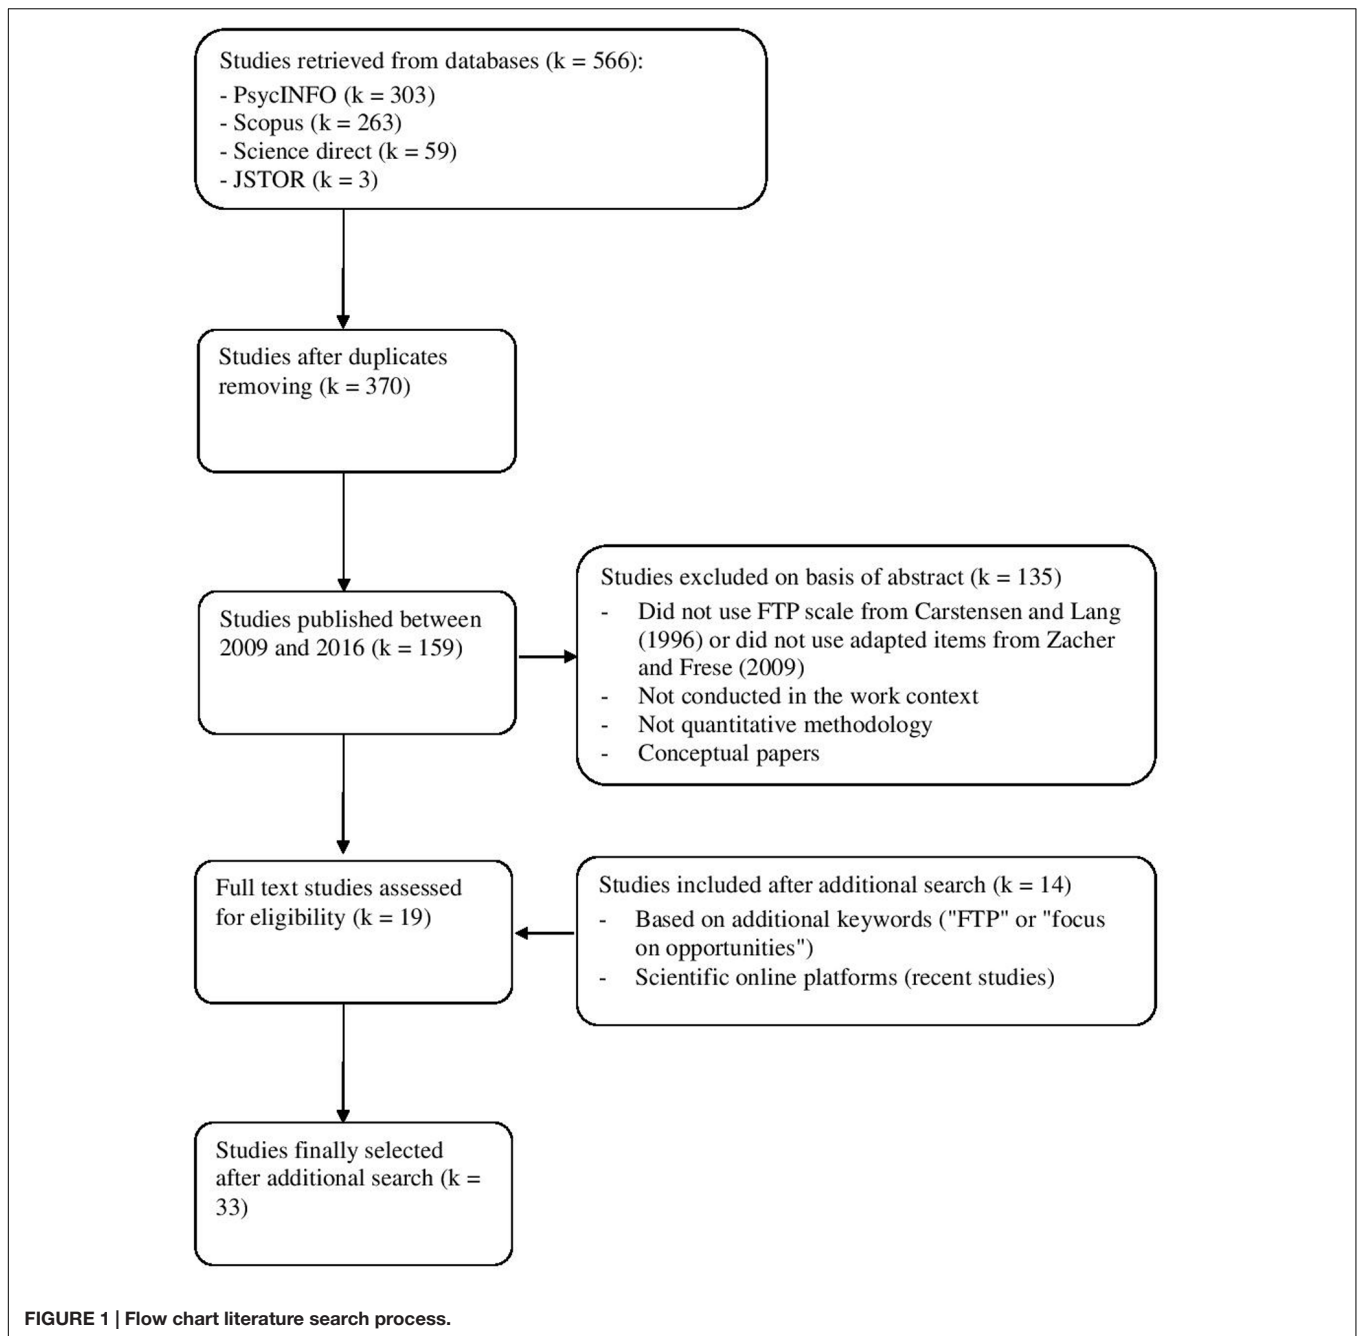 Studies retrieved from databases (k = 566):
- PsycINFO (k = 303)
- Scopus (k = 263)
- Science direct (k = 59)
- JSTOR (k = 3)
Studies after duplicates
removing (k = 370)
Studies published between
2009 and 2016 (k = 159)
Studies excluded on basis of abstract (k = 135)
- Did not use FTP scale from Carstensen and Lang
(1996) or did not use adapted items from Zacher
and Frese (2009)
- Not conducted in the work context
- Not quantitative methodology
- Conceptual papers
Full text studies assessed
for eligibility (k = 19)
Studies included after additional search (k = 14)
- Based on additional keywords ("FTP" or "focus
on opportunities")
- Scientific online platforms (recent studies)
Studies finally selected
after additional search (k =
33)
FIGURE 1 | Flow chart literature search process.